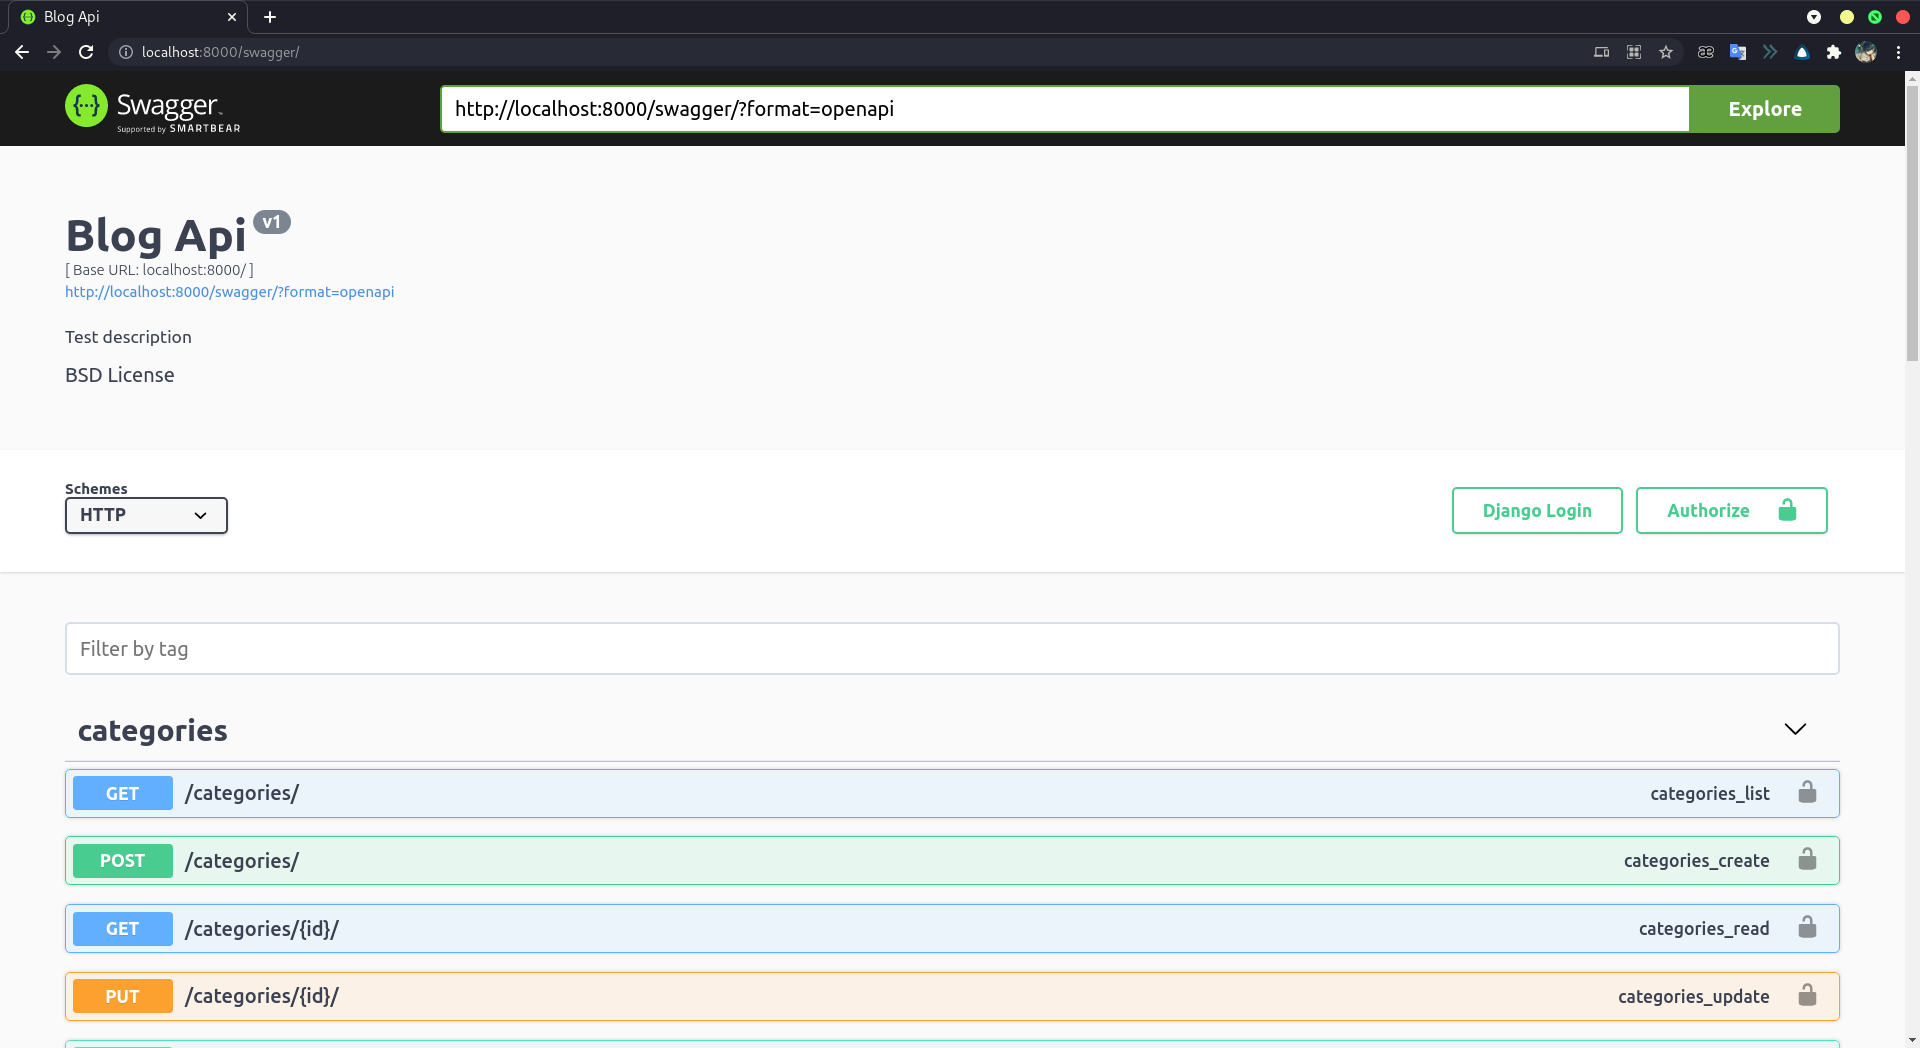 Blog Api
localhost:8000/swagger/
Swagger
Supported by SMARTBEAR
http://localhost:8000/swagger/?format=openapi
Explore
Blog Api v1
[ Base URL: localhost:8000/ ]
http://localhost:8000/swagger/?format=openapi
Test description
BSD License
Schemes
HTTP
Django Login
Authorize
Filter by tag
categories
GET /categories/ categories_list
POST /categories/ categories_create
GET /categories/{id}/ categories_read
PUT /categories/{id}/ categories_update